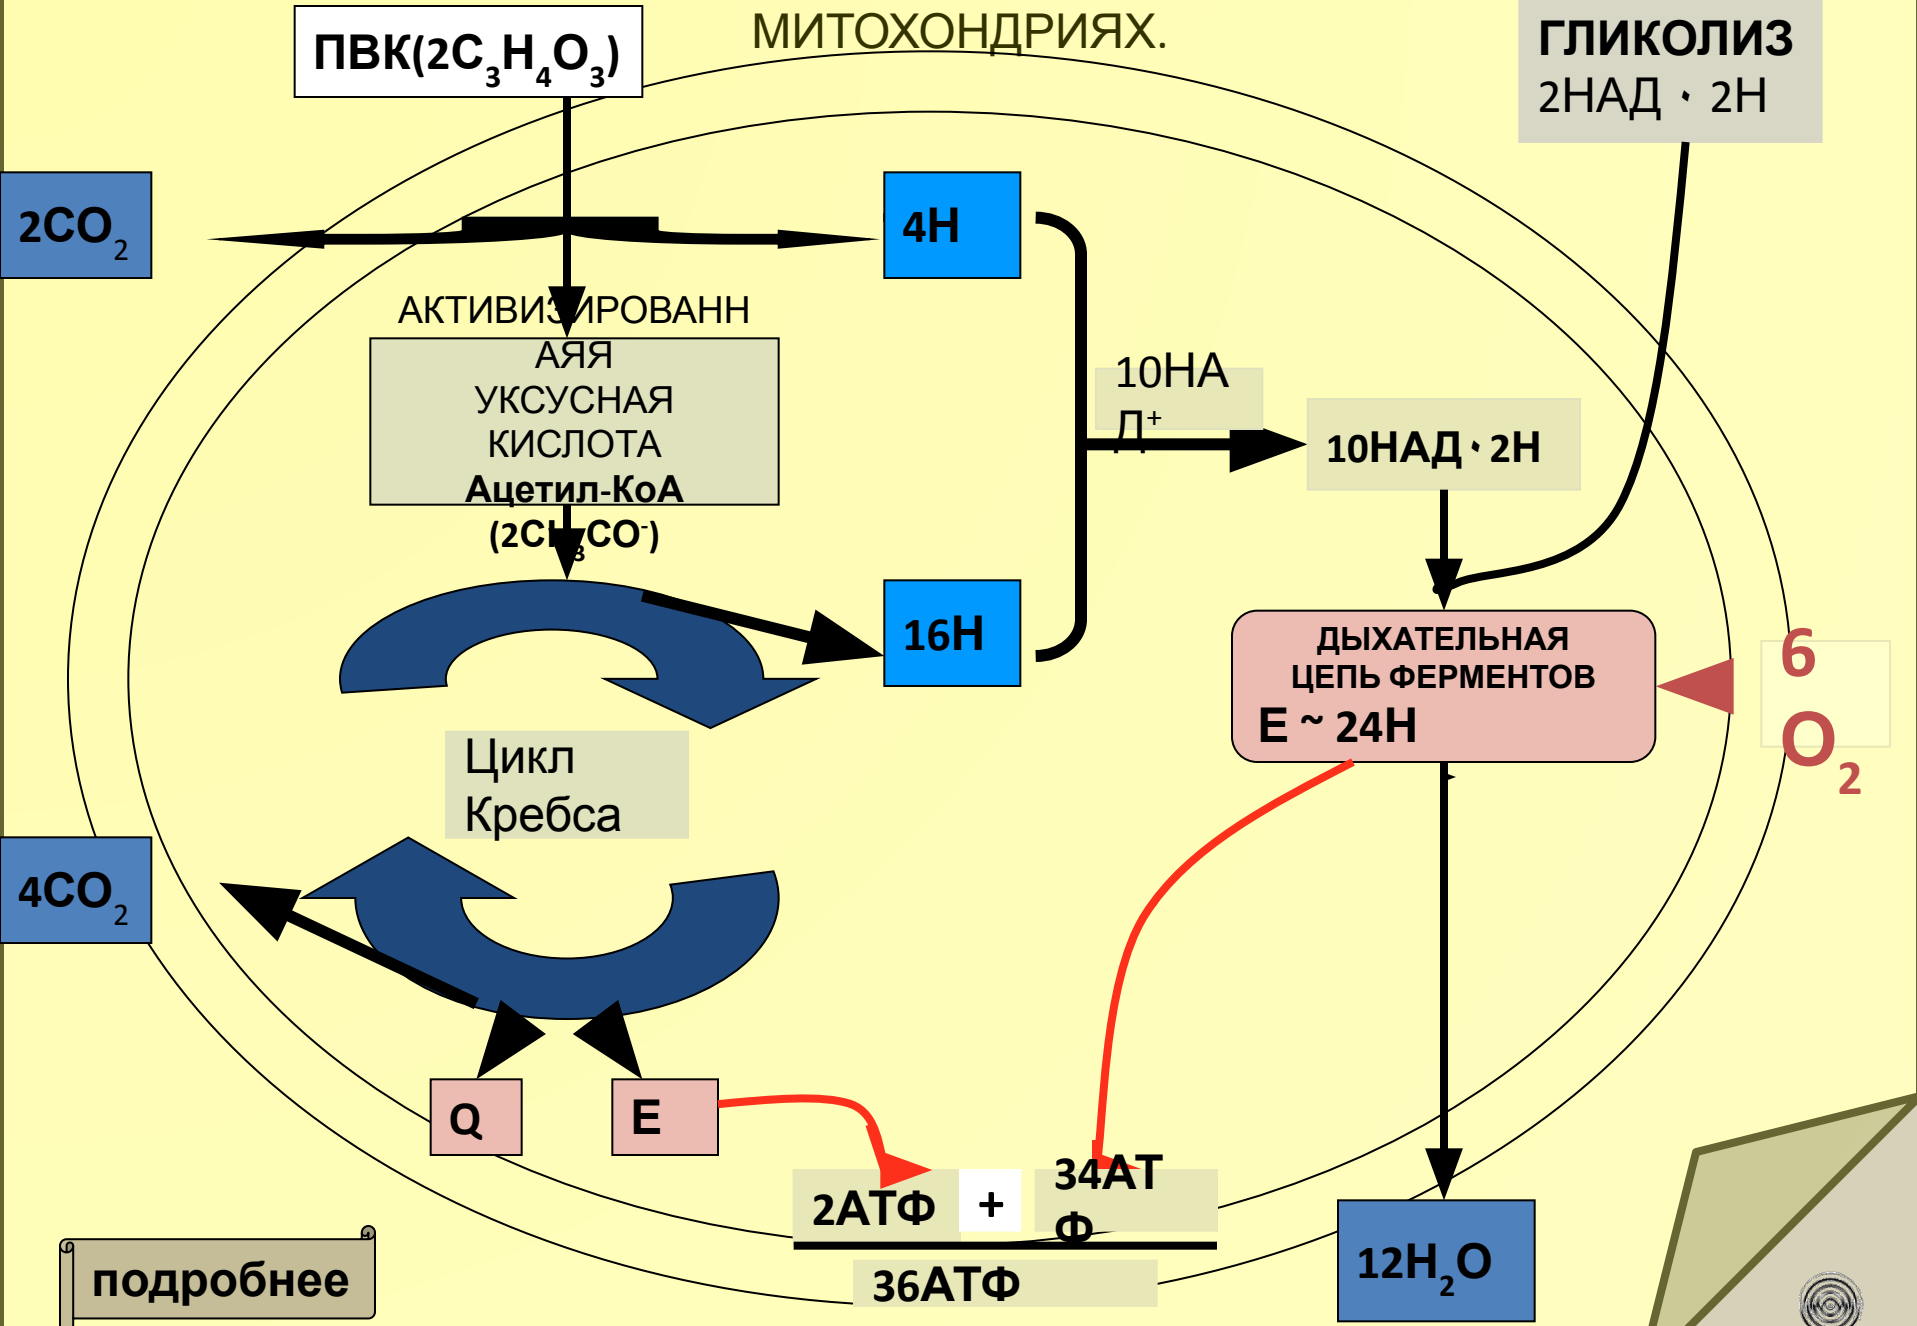 МИТОХОНДРИЯХ.
ПВК(2С₃Н₄О₃)
ГЛИКОЛИЗ
2НАД · 2Н
2СО₂
4Н
АКТИВИЗИРОВАНН
АЯЯ
УКСУСНАЯ
КИСЛОТА
Ацетил-КоА
(2СН₃СО⁻)
10НА
Д⁺
10НАД · 2Н
16Н
ДЫХАТЕЛЬНАЯ
ЦЕПЬ ФЕРМЕНТОВ
Е ~ 24Н
6
О₂
Цикл
Кребса
4СО₂
Q
Е
2АТФ
+
34АТ
Ф
36АТФ
12Н₂О
подробнее